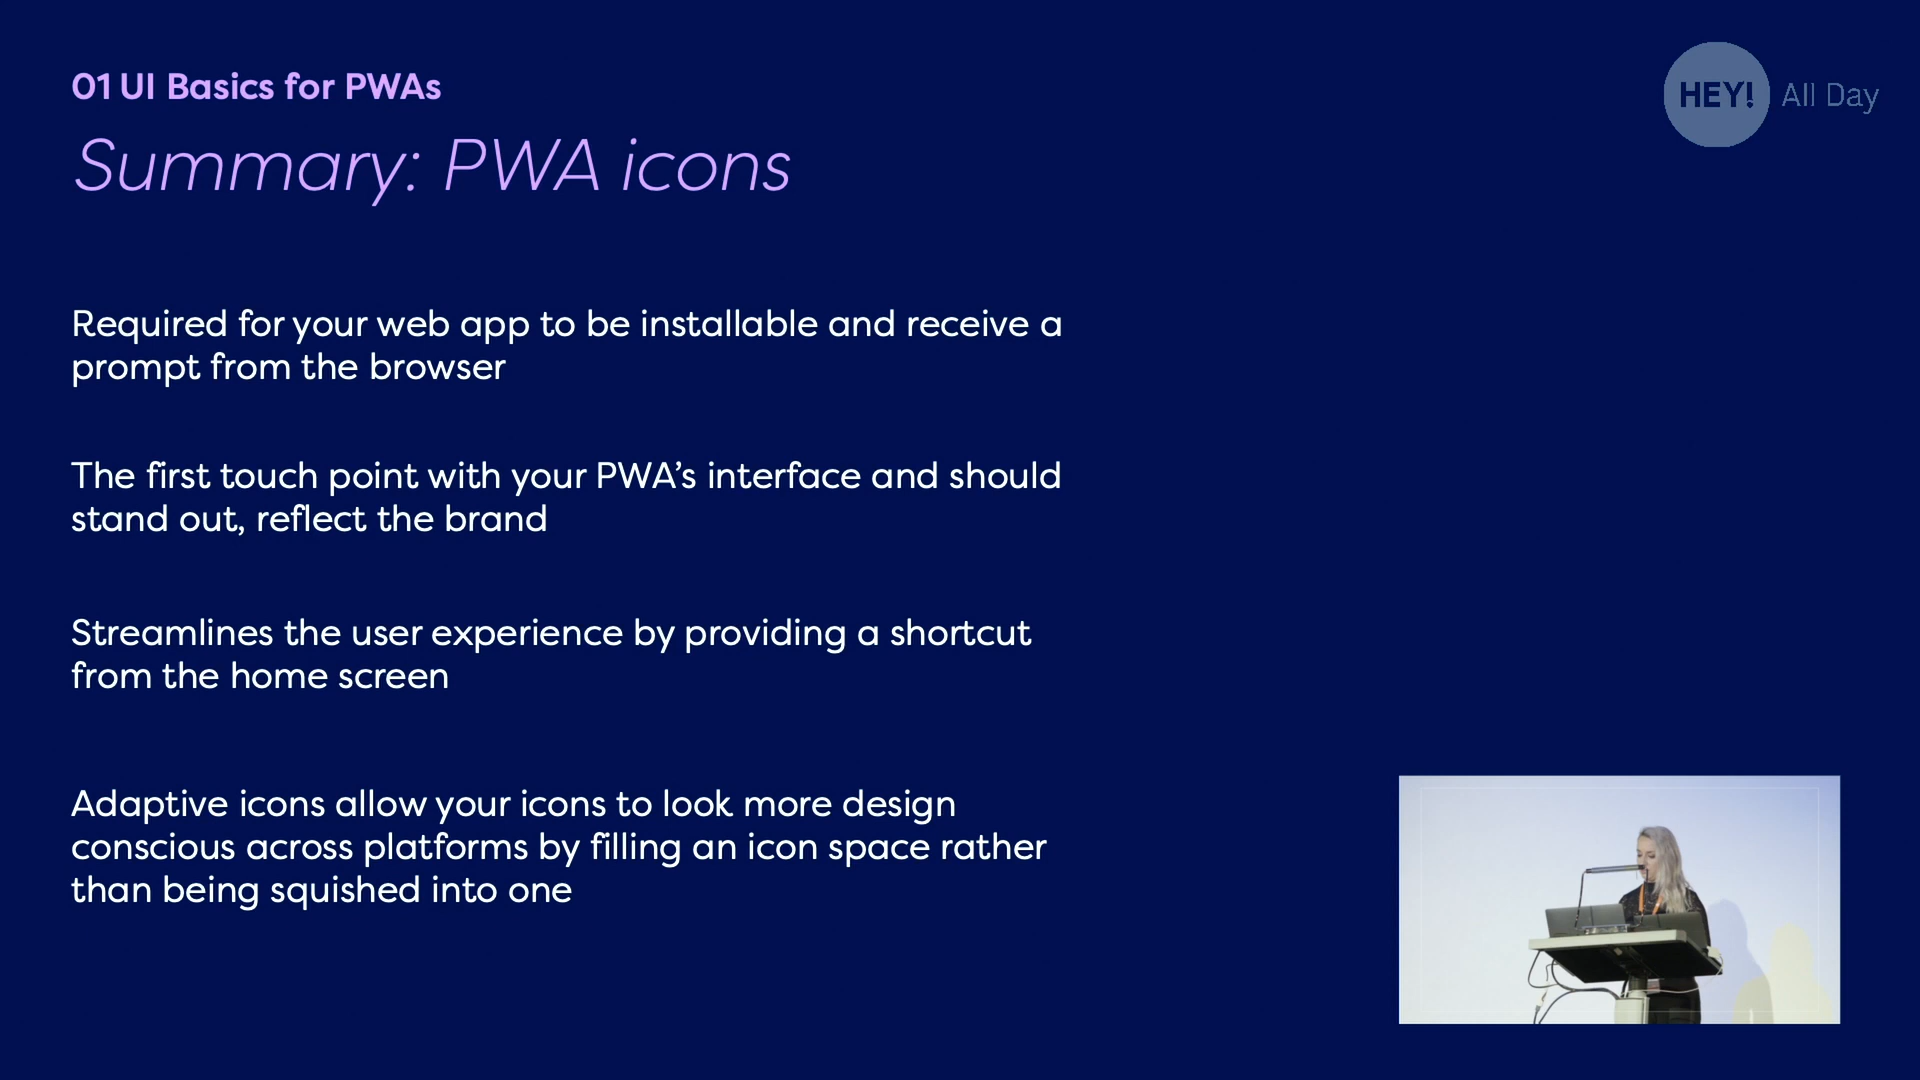 01 UI Basics for PWAs
Summary: PWA icons
HEY! All Day
Required for your web app to be installable and receive a
prompt from the browser
The first touch point with your PWA’s interface and should
stand out, reflect the brand
Streamlines the user experience by providing a shortcut
from the home screen
Adaptive icons allow your icons to look more design
conscious across platforms by filling an icon space rather
than being squished into one